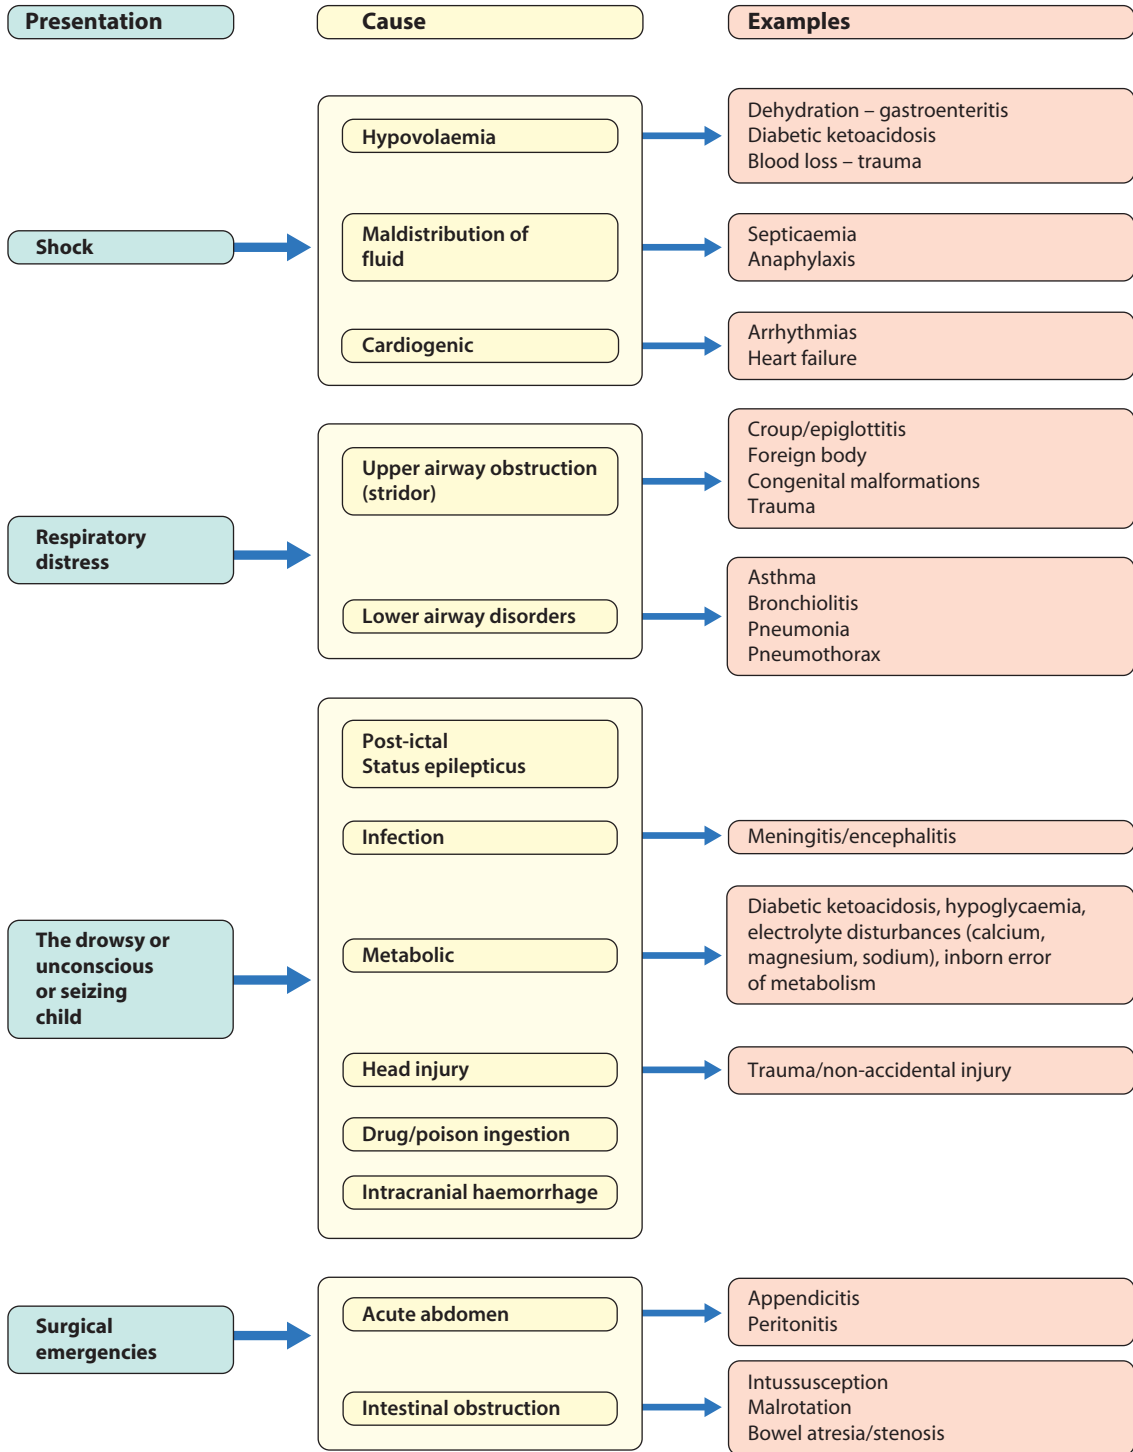 Presentation
Cause
Examples
Shock
Hypovolaemia
Dehydration – gastroenteritis
Diabetic ketoacidosis
Blood loss – trauma
Maldistribution of
fluid
Septicaemia
Anaphylaxis
Cardiogenic
Arrhythmias
Heart failure
Respiratory
distress
Upper airway obstruction
(stridor)
Croup/epiglottitis
Foreign body
Congenital malformations
Trauma
Lower airway disorders
Asthma
Bronchiolitis
Pneumonia
Pneumothorax
The drowsy or
unconscious
or seizing
child
Post-ictal
Status epilepticus
Infection
Meningitis/encephalitis
Metabolic
Diabetic ketoacidosis, hypoglycaemia,
electrolyte disturbances (calcium,
magnesium, sodium), inborn error
of metabolism
Head injury
Trauma/non-accidental injury
Drug/poison ingestion
Intracranial haemorrhage
Surgical
emergencies
Acute abdomen
Appendicitis
Peritonitis
Intestinal obstruction
Intussusception
Malrotation
Bowel atresia/stenosis